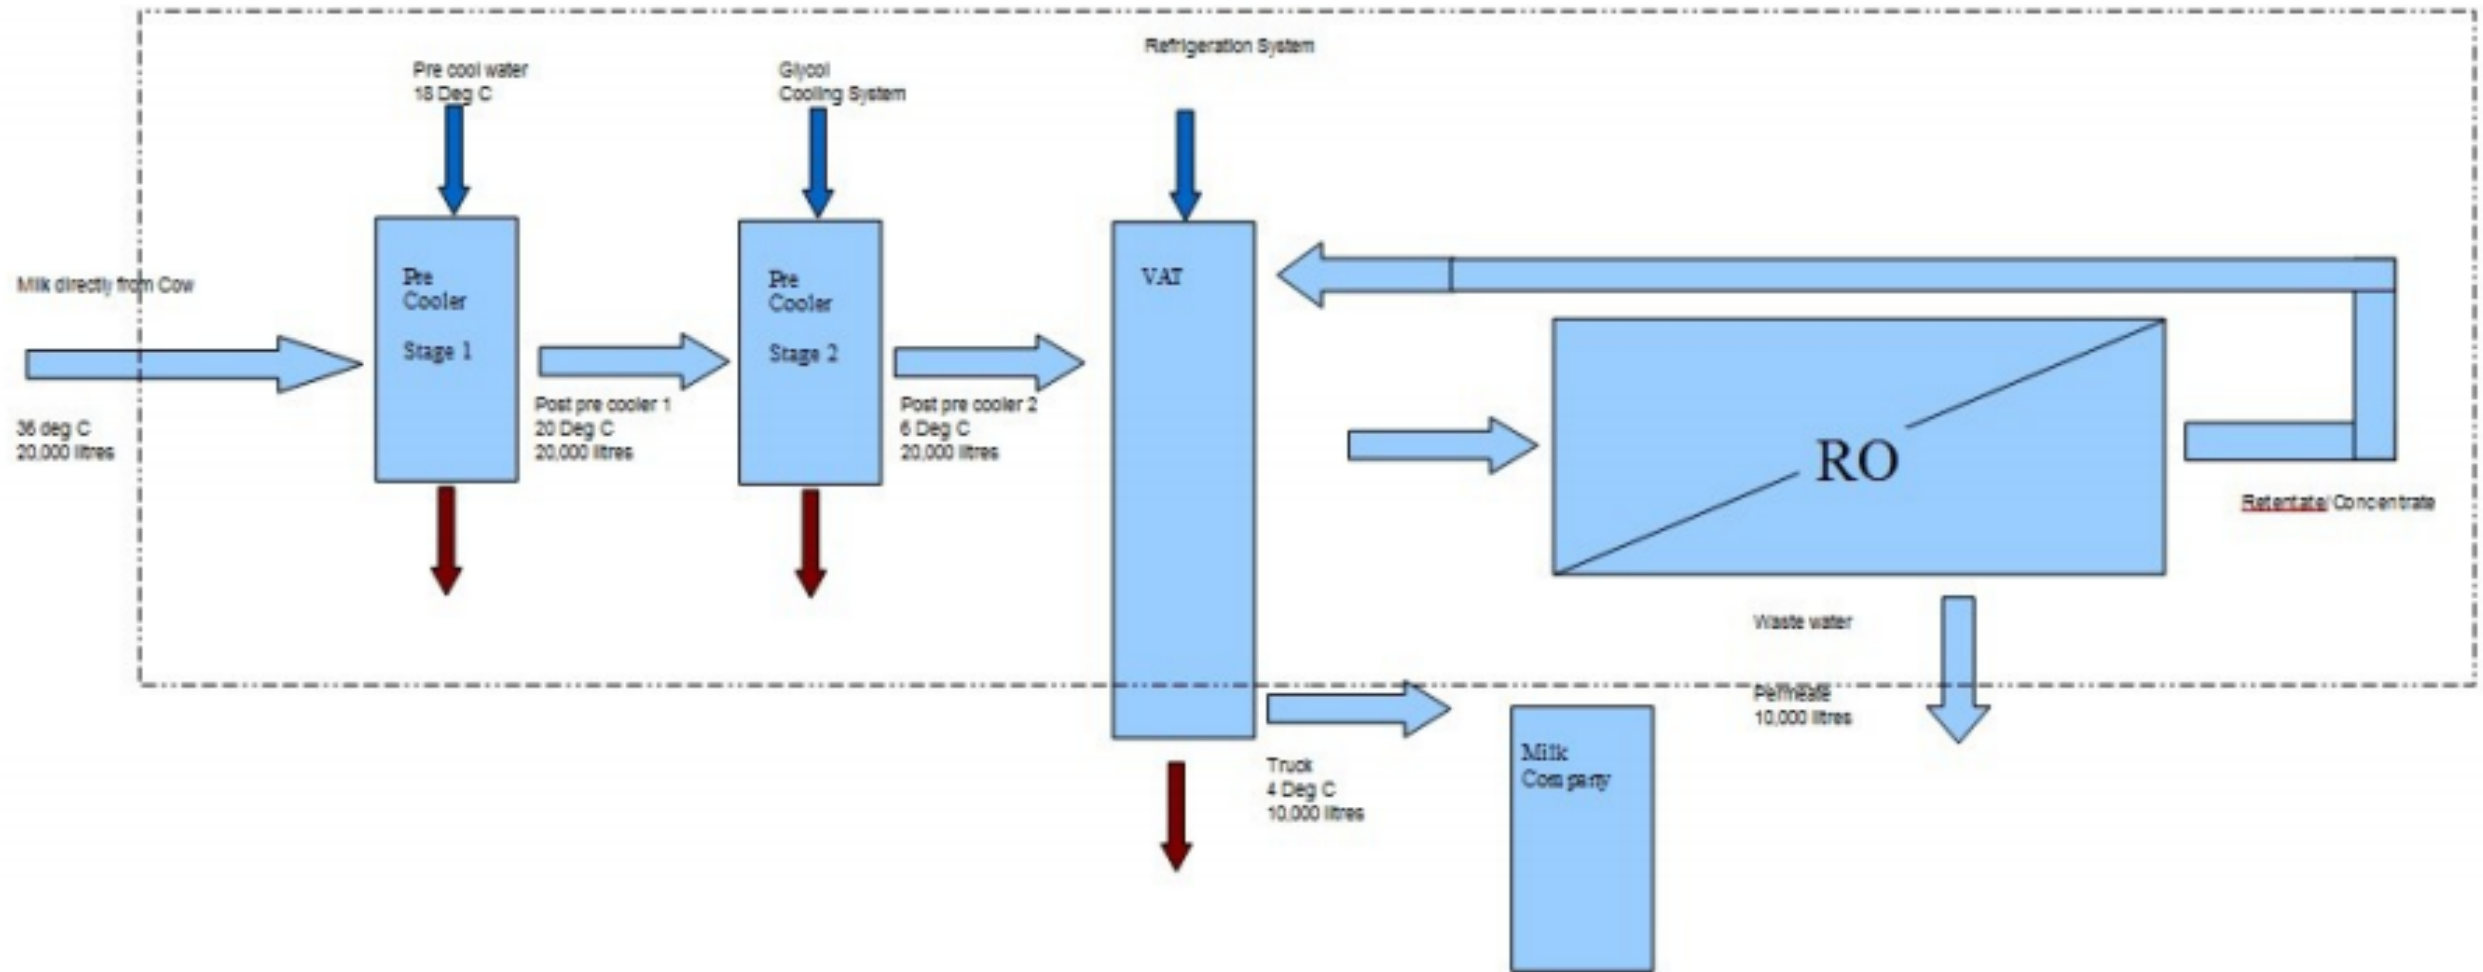 Refrigeration System
Pre cool water
18 Deg C
Glycol
Cooling System
Milk directly from Cow
Pre
Cooler
Stage 1
Pre
Cooler
Stage 2
VAT
36 deg C
20,000 litres
Post pre cooler 1
20 Deg C
20,000 litres
Post pre cooler 2
6 Deg C
20,000 litres
RO
Retentate/Concentrate
Waste water
Permeate
10,000 litres
Truck
4 Deg C
10,000 litres
Milk
Company